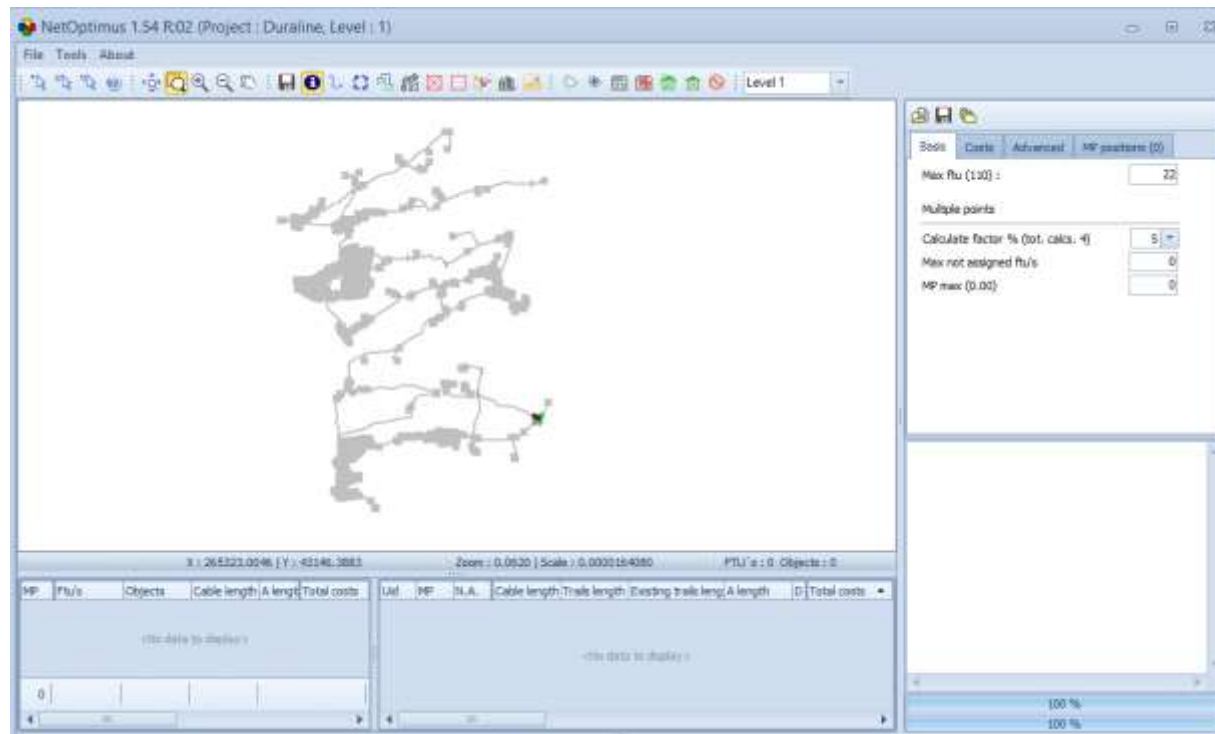 NetOptimus 1.54 R:02 (Project : Duraline, Level : 1)
File Tools About
Level 1
Basis Costs Advanced MP positions (0)
Max ftu (110) : 22
Multiple points
Calculate factor % (tot. calcs. 4) 5
Max not assigned ftu's 0
MP max (0.00) 0
X : 265323.0046 | Y : 43146.3883 Zoom : 0.0620 | Scale : 0.0000164080 FTU's : 0 Objects : 0
MP Ftu's Objects Cable length A lengt Total costs
Uid MP N.A. Cable length Trails length Existing trails leng A length D Total costs
<No data to display>
<No data to display>
0
100 %
100 %